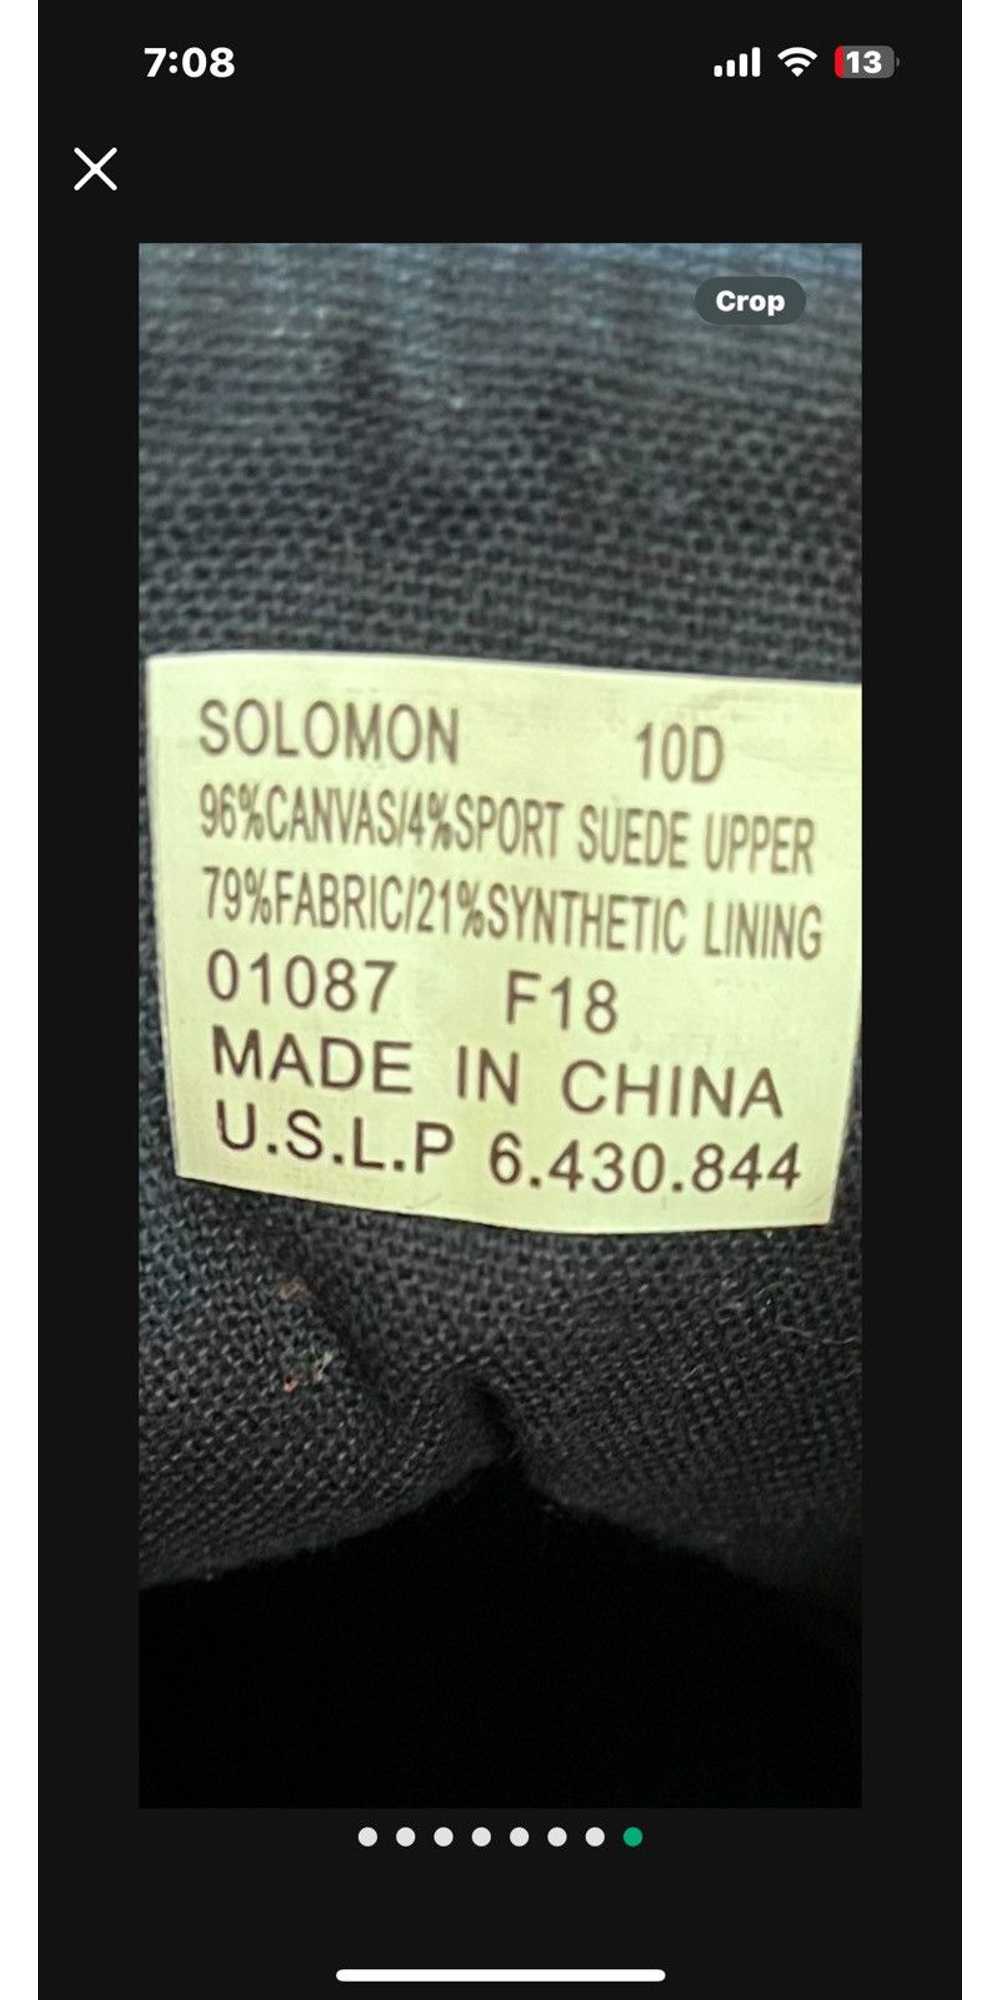 7:08
13
Crop
SOLOMON 10D
96%CANVAS/4%SPORT SUEDE UPPER
79%FABRIC/21%SYNTHETIC LINING
01087 F18
MADE IN CHINA
U.S.L.P 6.430.844